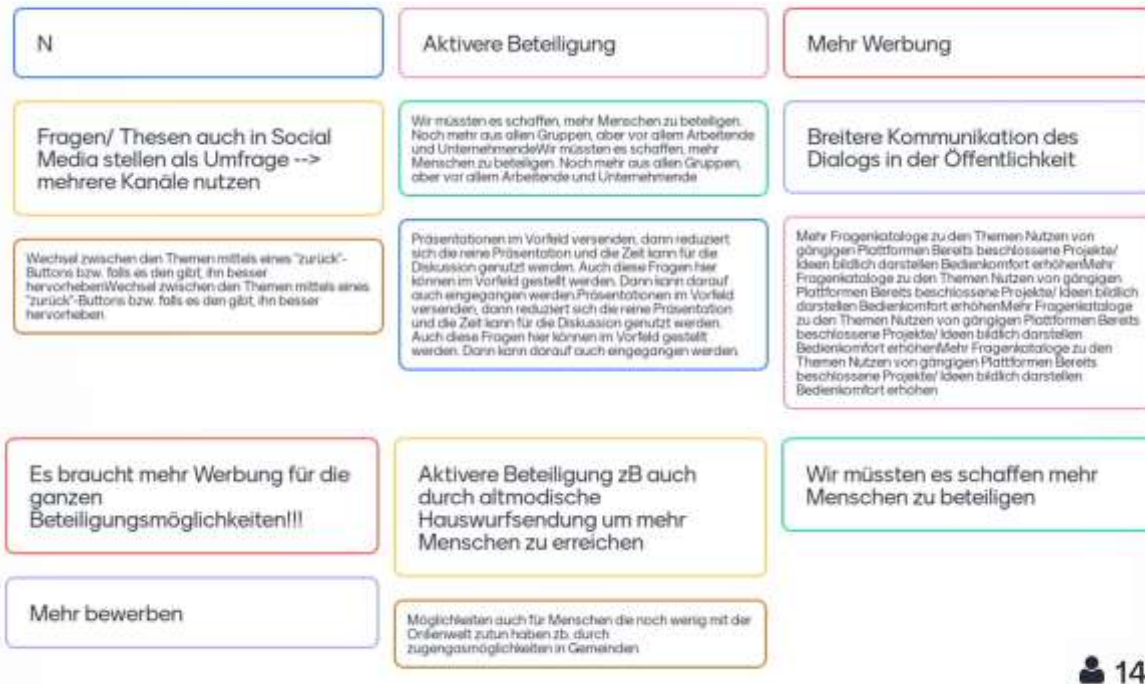 N
Aktivere Beteiligung
Mehr Werbung
Fragen/ Thesen auch in Social
Media stellen als Umfrage -->
mehrere Kanäle nutzen
Wir müssten es schaffen, mehr Menschen zu beteiligen.
Noch mehr aus allen Gruppen, aber vor allem Arbeitende
und UnternehmendeWir müssten es schaffen, mehr
Menschen zu beteiligen. Noch mehr aus allen Gruppen,
aber vor allem Arbeitende und Unternehmende
Breitere Kommunikation des
Dialogs in der Öffentlichkeit
Wechsel zwischen den Themen mittels eines "zurück"-
Buttons bzw. falls es den gibt, ihn besser
hervorhebenWechsel zwischen den Themen mittels eines
"zurück"-Buttons bzw. falls es den gibt, ihn besser
hervorheben
Präsentationen im Vorfeld versenden, dann reduziert
sich die reine Präsentation und die Zeit kann für die
Diskussion genutzt werden. Auch diese Fragen hier
können im Vorfeld gestellt werden. Dann kann darauf
auch eingegangen werden.Präsentationen im Vorfeld
versenden, dann reduziert sich die reine Präsentation
und die Zeit kann für die Diskussion genutzt werden.
Auch diese Fragen hier können im Vorfeld gestellt
werden. Dann kann darauf auch eingegangen werden.
Mehr Fragenkataloge zu den Themen Nutzen von
gängigen Plattformen Bereits beschlossene Projekte/
Ideen bildlich darstellen Bedienkomfort erhöhenMehr
Fragenkataloge zu den Themen Nutzen von gängigen
Plattformen Bereits beschlossene Projekte/ Ideen bildlich
darstellen Bedienkomfort erhöhenMehr Fragenkataloge
zu den Themen Nutzen von gängigen Plattformen Bereits
beschlossene Projekte/ Ideen bildlich darstellen
Bedienkomfort erhöhenMehr Fragenkataloge zu den
Themen Nutzen von gängigen Plattformen Bereits
beschlossene Projekte/ Ideen bildlich darstellen
Bedienkomfort erhöhen
Es braucht mehr Werbung für die
ganzen
Beteiligungsmöglichkeiten!!!
Aktivere Beteiligung zB auch
durch altmodische
Hauswurfsendung um mehr
Menschen zu erreichen
Wir müssten es schaffen mehr
Menschen zu beteiligen
Mehr bewerben
Möglichkeiten auch für Menschen die noch wenig mit der
Onlienwelt zutun haben zb. durch
zugengasmöglichkeiten in Gemeinden
14